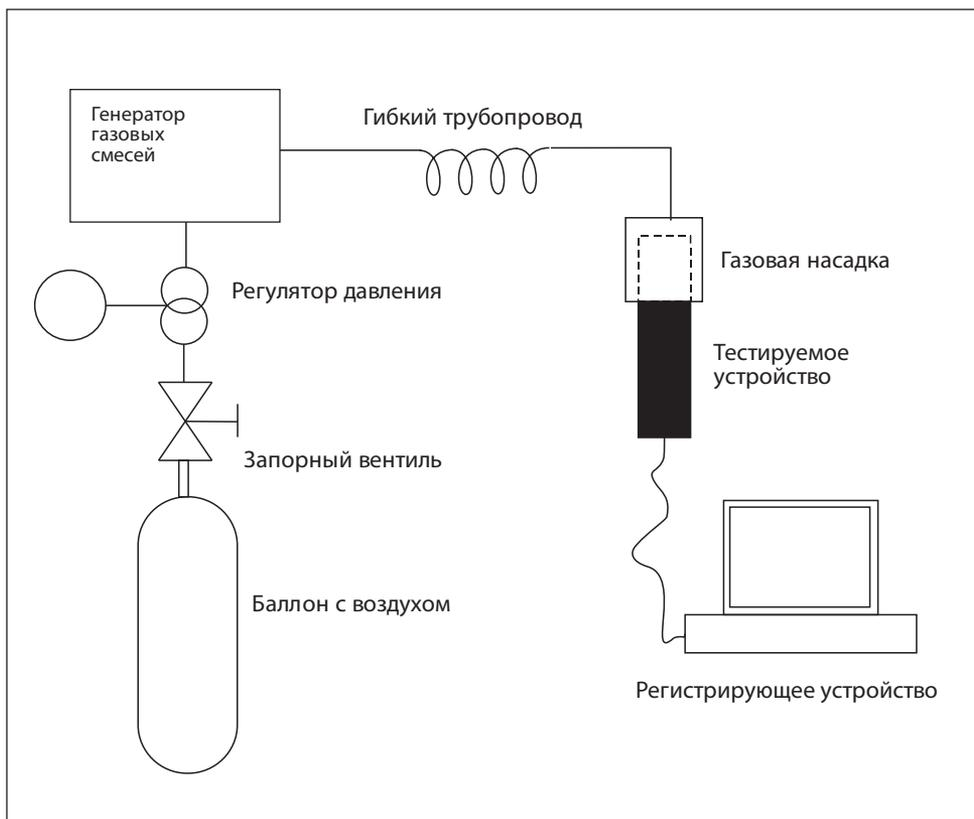 Генератор
газовых
смесей
Гибкий трубопровод
Газовая насадка
Регулятор давления
Тестируемое
устройство
Запорный вентиль
Баллон с воздухом
Регистрирующее устройство